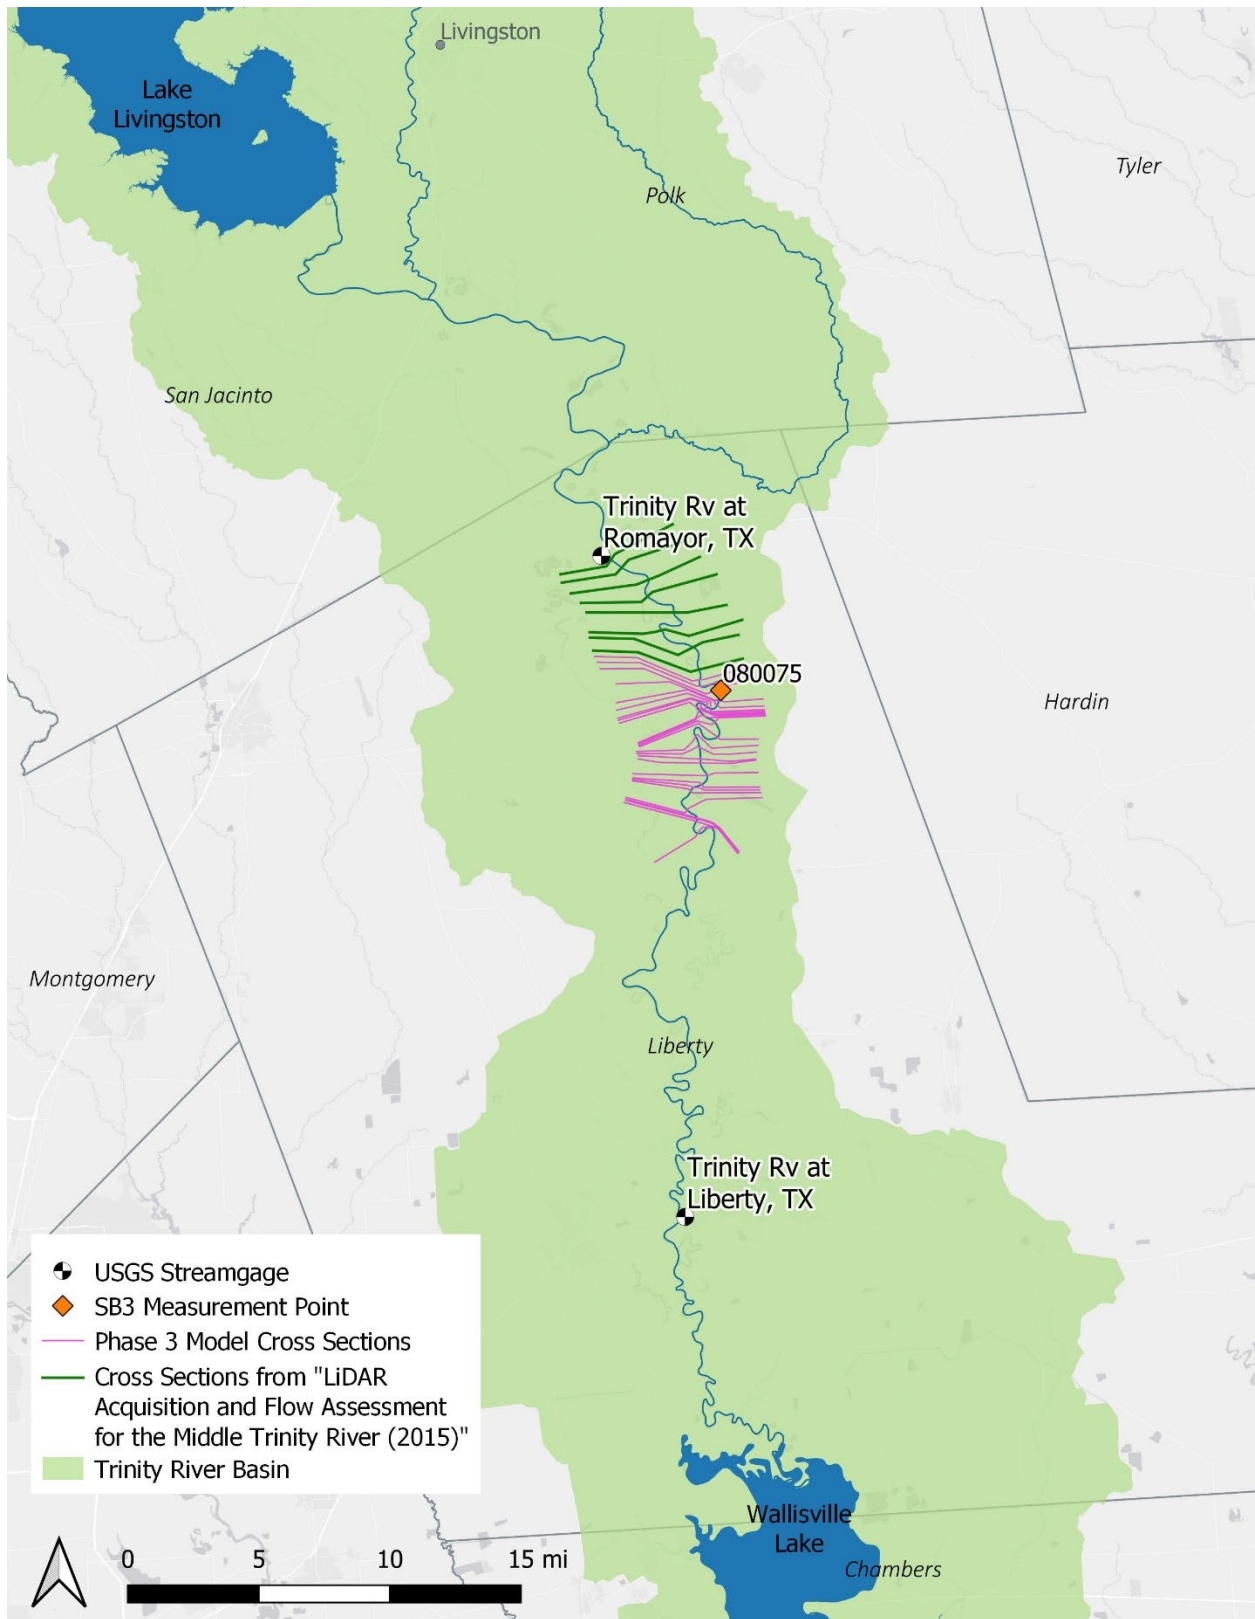 Livingston
Lake
Livingston
Tyler
Polk
San Jacinto
Trinity Rv at
Romayor, TX
080075
Hardin
Montgomery
Liberty
Trinity Rv at
Liberty, TX
USGS Streamgage
SB3 Measurement Point
Phase 3 Model Cross Sections
Cross Sections from "LiDAR
Acquisition and Flow Assessment
for the Middle Trinity River (2015)"
Trinity River Basin
Wallisville
Lake
Chambers
0 5 10 15 mi